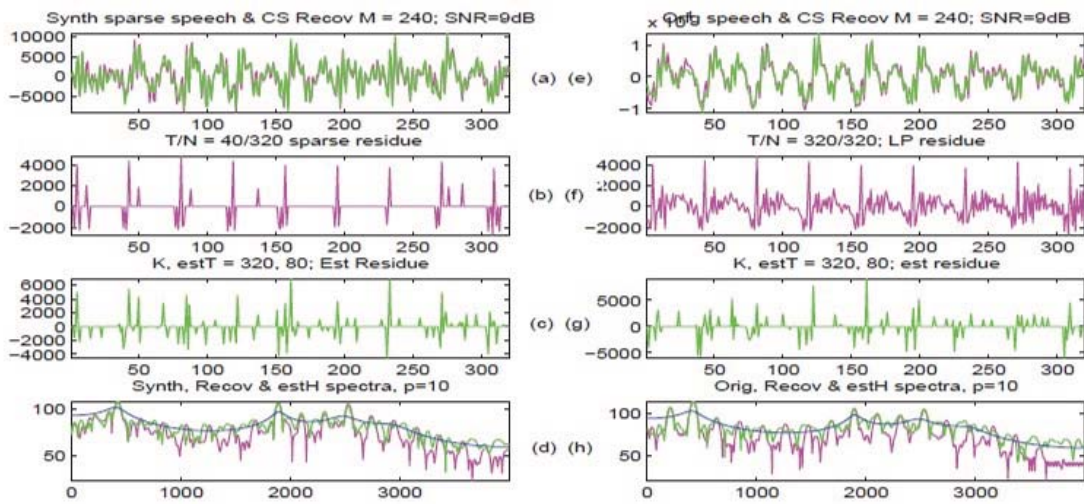 Synth sparse speech & CS Recov M = 240; SNR=9dB
10000
5000
0
−5000
50 100 150 200 250 300
(a)
T/N = 40/320 sparse residue
4000
2000
0
−2000
50 100 150 200 250 300
(b)
K, estT = 320, 80; Est Residue
6000
4000
2000
0
−2000
−4000
50 100 150 200 250 300
(c)
Synth, Recov & estH spectra, p=10
100
50
0 1000 2000 3000
(d)
Orig speech & CS Recov M = 240; SNR=9dB
1
0
−1
50 100 150 200 250 300
(e)
T/N = 320/320; LP residue
4000
2000
0
−2000
50 100 150 200 250 300
(f)
K, estT = 320, 80; est residue
5000
0
−5000
50 100 150 200 250 300
(g)
Orig, Recov & estH spectra, p=10
100
50
0 1000 2000 3000
(h)